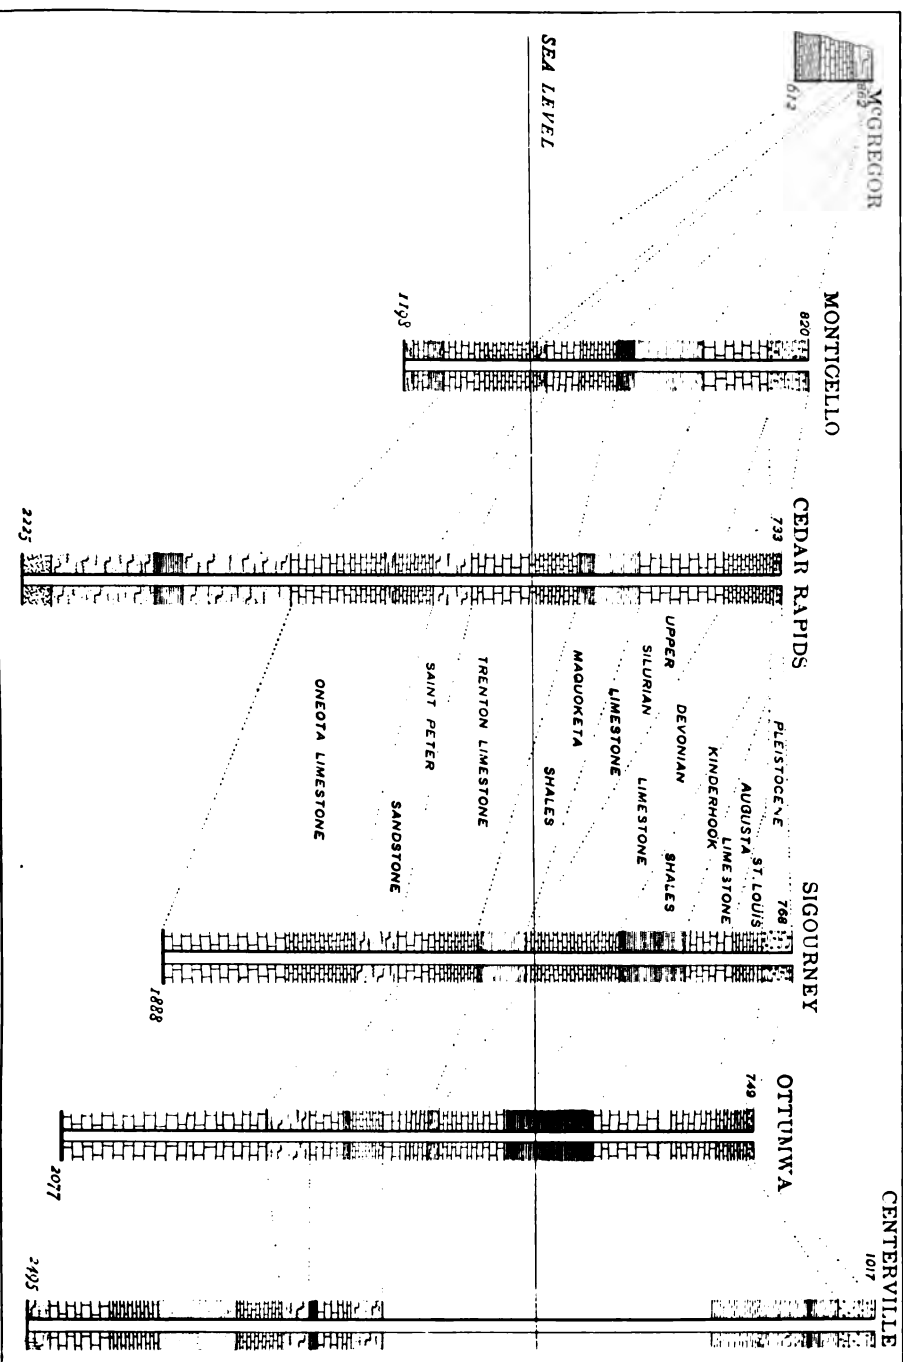 McGREGOR
862
612
SEA LEVEL
MONTICELLO
820
1198
CEDAR RAPIDS
733
2225
PLEISTOCENE
ST. LOUIS
AUGUSTA LIMESTONE
KINDERHOOK SHALES
DEVONIAN LIMESTONE
UPPER SILURIAN LIMESTONE
MAQUOKETA SHALES
TRENTON LIMESTONE
SAINT PETER SANDSTONE
ONEOTA LIMESTONE
SIGOURNEY
768
1888
OTTUMWA
749
2077
CENTERVILLE
1017
2495